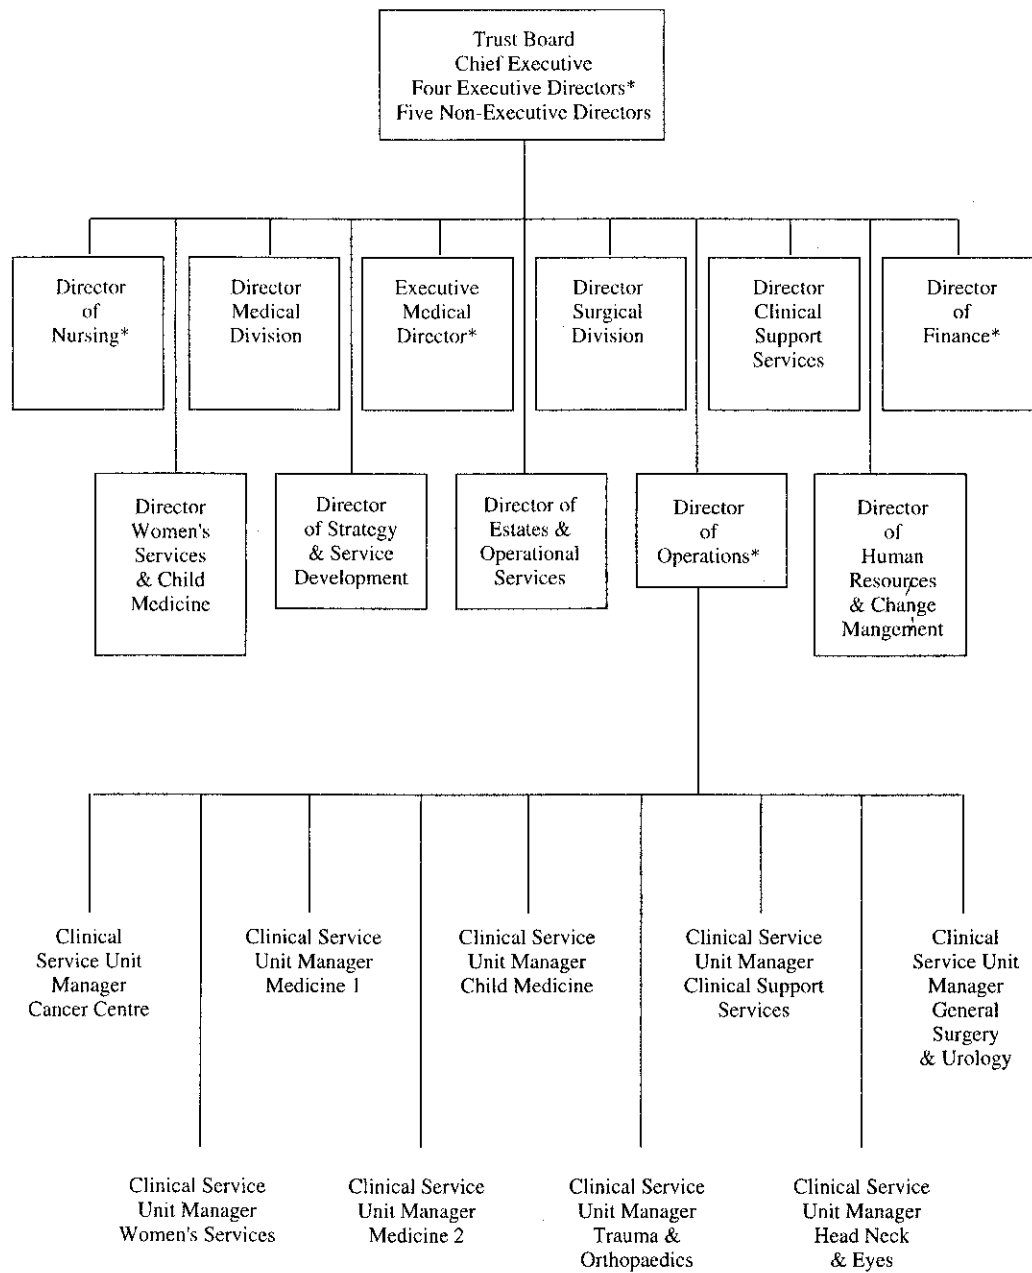 Trust Board
Chief Executive
Four Executive Directors*
Five Non-Executive Directors
Director
of
Nursing*
Director
Medical
Division
Executive
Medical
Director*
Director
Surgical
Division
Director
Clinical
Support
Services
Director
of
Finance*
Director
Women's
Services
& Child
Medicine
Director
of Strategy
& Service
Development
Director of
Estates &
Operational
Services
Director
of
Operations*
Director
of
Human
Resources
& Change
Mangement
Clinical
Service Unit
Manager
Cancer Centre
Clinical Service
Unit Manager
Medicine 1
Clinical Service
Unit Manager
Child Medicine
Clinical Service
Unit Manager
Clinical Support
Services
Clinical
Service Unit
Manager
General
Surgery
& Urology
Clinical Service
Unit Manager
Women's Services
Clinical Service
Unit Manager
Medicine 2
Clinical Service
Unit Manager
Trauma &
Orthopaedics
Clinical Service
Unit Manager
Head Neck
& Eyes